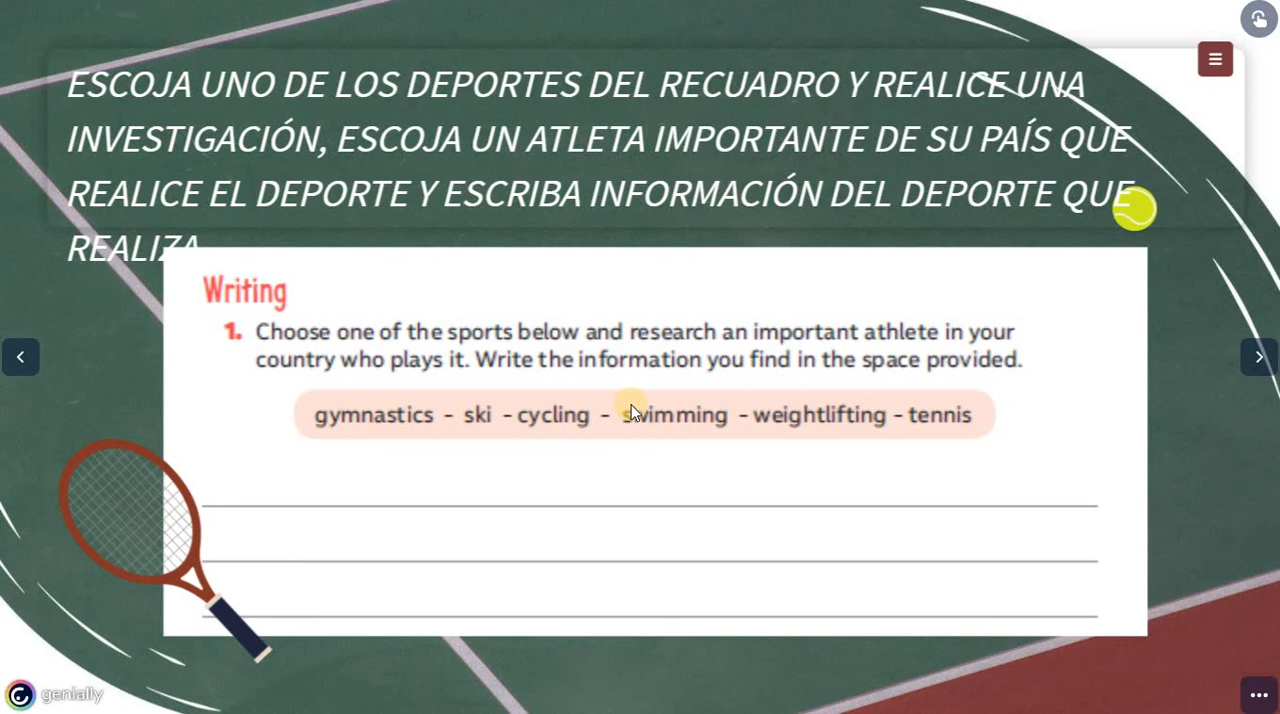 ESCOJA UNO DE LOS DEPORTES DEL RECUADRO Y REALICE UNA
INVESTIGACIÓN, ESCOJA UN ATLETA IMPORTANTE DE SU PAÍS QUE
REALICE EL DEPORTE Y ESCRIBA INFORMACIÓN DEL DEPORTE QUE
REALIZA
Writing
1. Choose one of the sports below and research an important athlete in your
country who plays it. Write the information you find in the space provided.
gymnastics - ski - cycling - swimming - weightlifting - tennis
genially